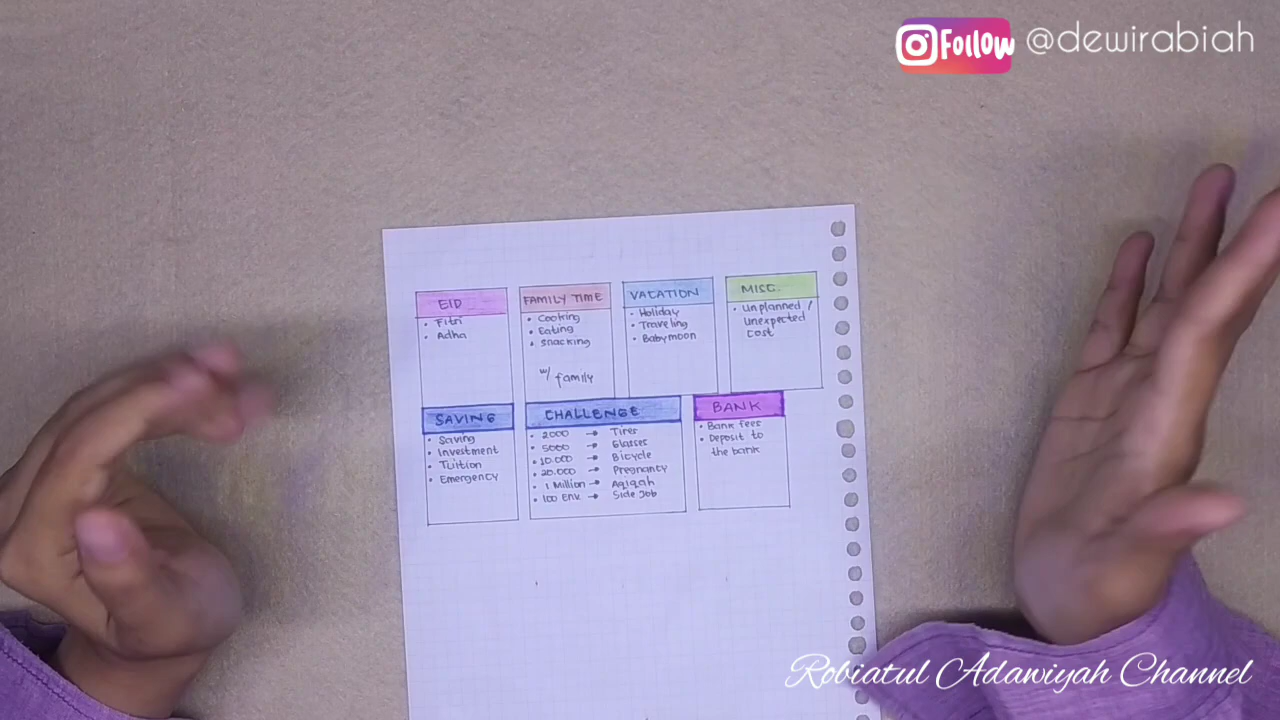 Follow @dewirabiah
EID
• Fitri
• Adha
FAMILY TIME
• Cooking
• Eating
• Snacking
w/ family
VACATION
• Holiday
• Traveling
• Babymoon
MISC.
• Unplanned /
Unexpected
Cost
SAVING
• Saving
• Investment
• Tuition
• Emergency
CHALLENGE
• 2000 → Tires
• 5000 → Glasses
• 10.000 → Bicycle
• 20.000 → Pregnancy
• 1 Million → Aqiqah
• 100 Env. → Side Job
BANK
• Bank fees
• Deposit to
the bank
Robiatul Adawiyah Channel